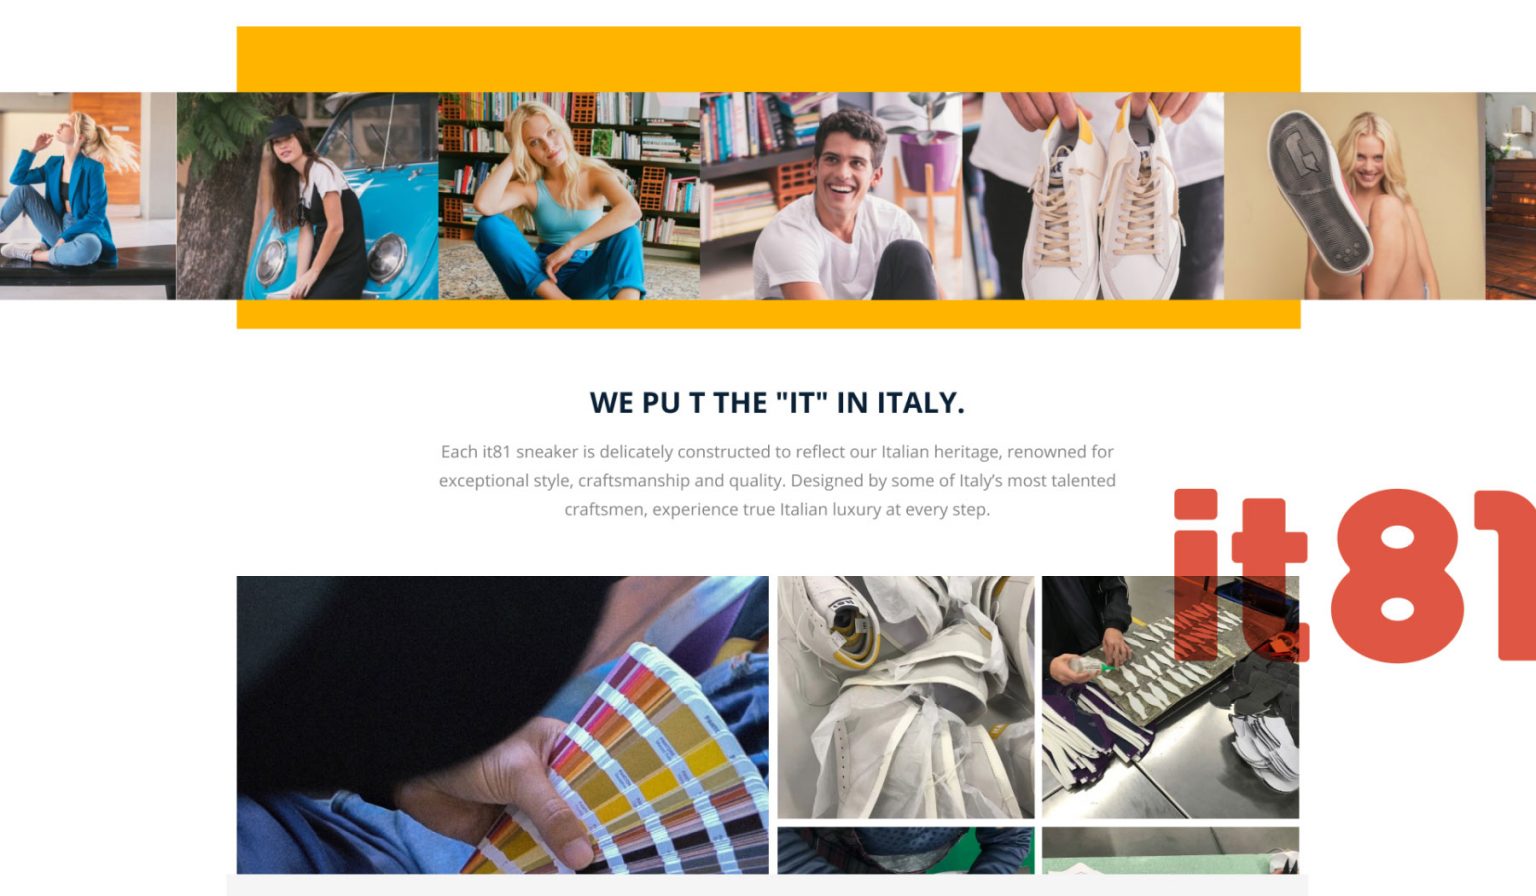 WE PU T THE "IT" IN ITALY.
Each it81 sneaker is delicately constructed to reflect our Italian heritage, renowned for
exceptional style, craftsmanship and quality. Designed by some of Italy’s most talented
craftsmen, experience true Italian luxury at every step.
it81